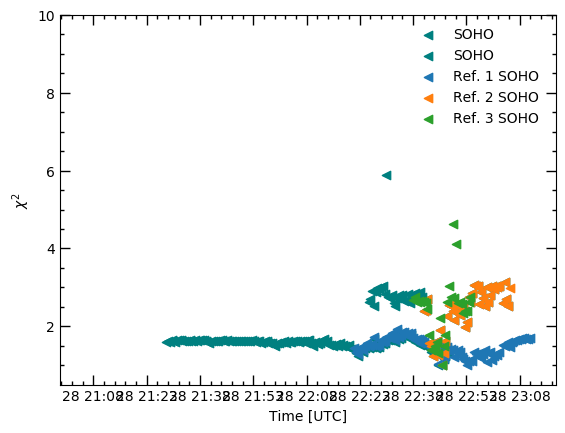 10
8
6
4
2
χ²
SOHO
SOHO
Ref. 1 SOHO
Ref. 2 SOHO
Ref. 3 SOHO
28 21:08 28 21:23 28 21:38 28 21:53 28 22:08 28 22:23 28 22:38 28 22:53 28 23:08
Time [UTC]